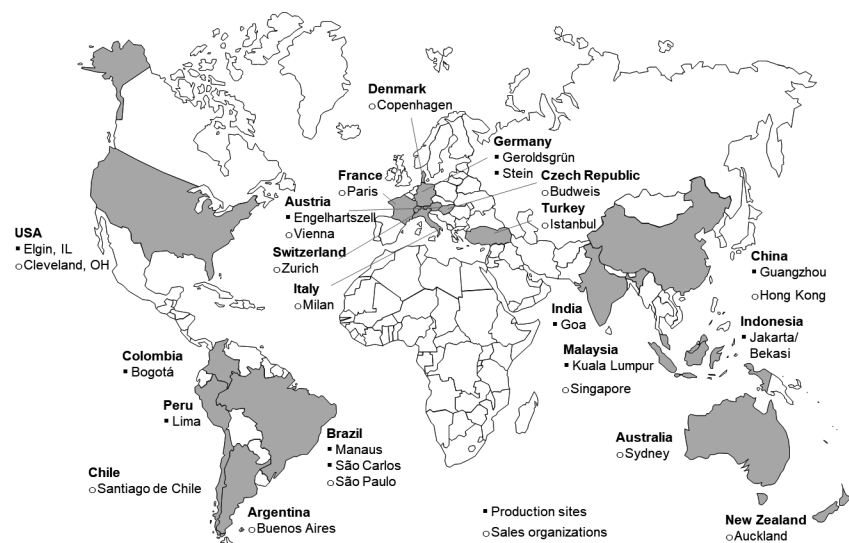 Denmark
○Copenhagen
Germany
▪ Geroldsgrün
▪ Stein
France
○Paris
Czech Republic
○Budweis
Austria
▪ Engelhartszell
○Vienna
Turkey
○Istanbul
Switzerland
○Zurich
Italy
○Milan
USA
▪ Elgin, IL
○Cleveland, OH
China
▪ Guangzhou
○Hong Kong
India
▪ Goa
Indonesia
▪ Jakarta/
Bekasi
Malaysia
▪ Kuala Lumpur
○Singapore
Colombia
▪ Bogotá
Peru
▪ Lima
Brazil
▪ Manaus
▪ São Carlos
○São Paulo
Australia
○Sydney
Chile
○Santiago de Chile
Argentina
○Buenos Aires
▪ Production sites
○Sales organizations
New Zealand
○Auckland